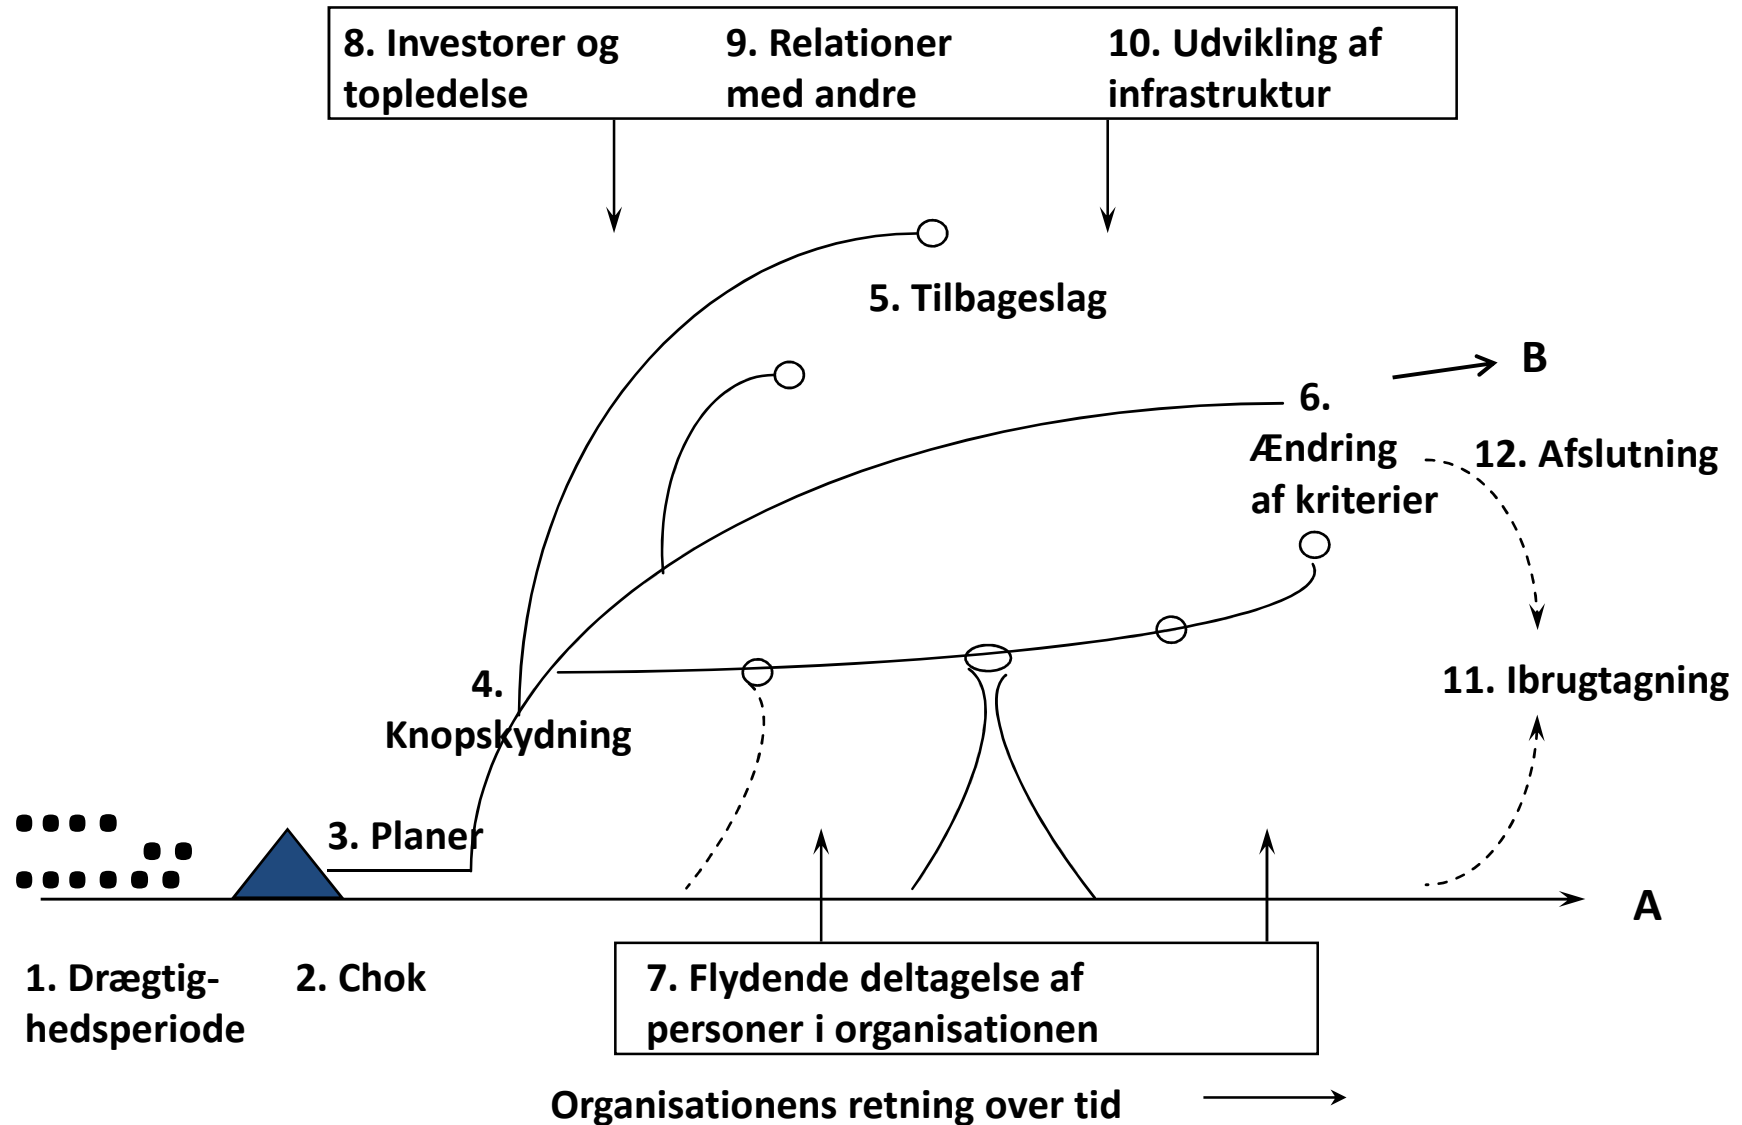 8. Investorer og
topledelse
9. Relationer
med andre
10. Udvikling af
infrastruktur
5. Tilbageslag
B
6.
Ændring
af kriterier
12. Afslutning
4.
Knopskydning
11. Ibrugtagning
3. Planer
A
1. Drægtig-
hedsperiode
2. Chok
7. Flydende deltagelse af
personer i organisationen
Organisationens retning over tid